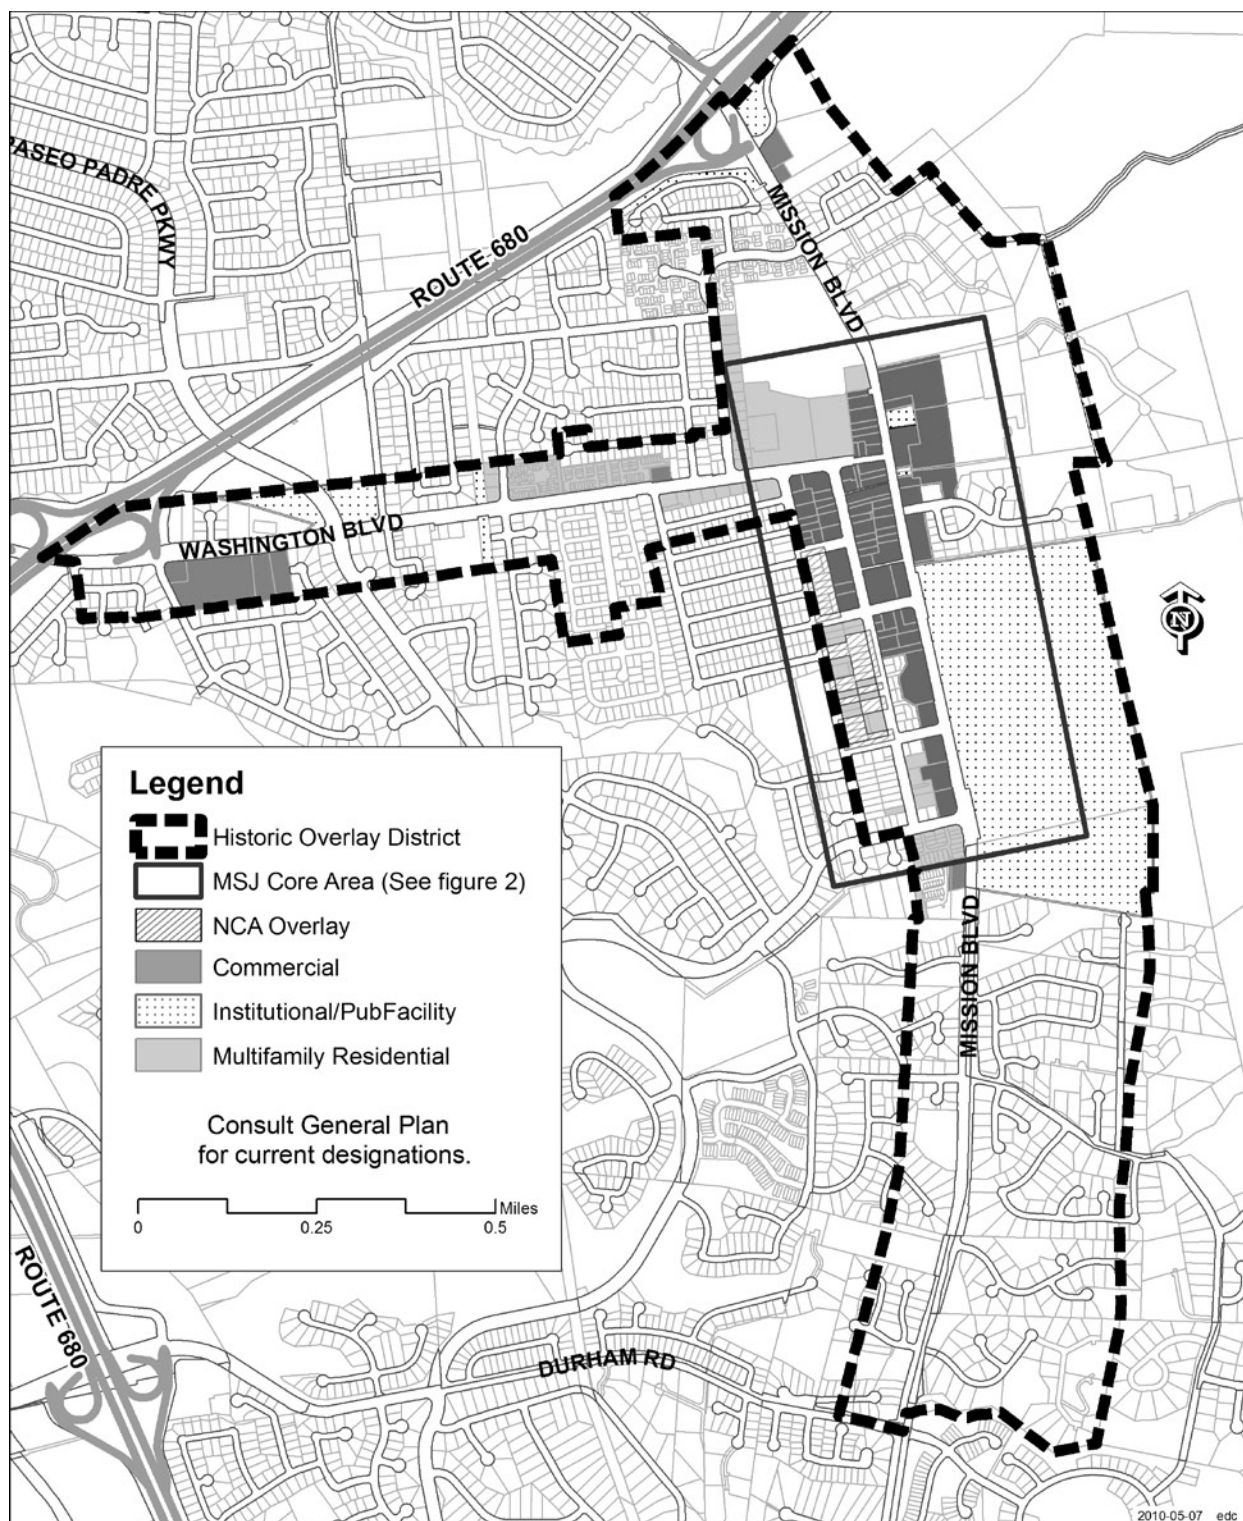 PASEO PADRE PKWY
ROUTE 680
MISSION BLVD
WASHINGTON BLVD
N
Legend
Historic Overlay District
MSJ Core Area (See figure 2)
NCA Overlay
Commercial
Institutional/PubFacility
Multifamily Residential
Consult General Plan
for current designations.
Miles
0 0.25 0.5
MISSION BLVD
ROUTE 680
DURHAM RD
2010-05-07 edc